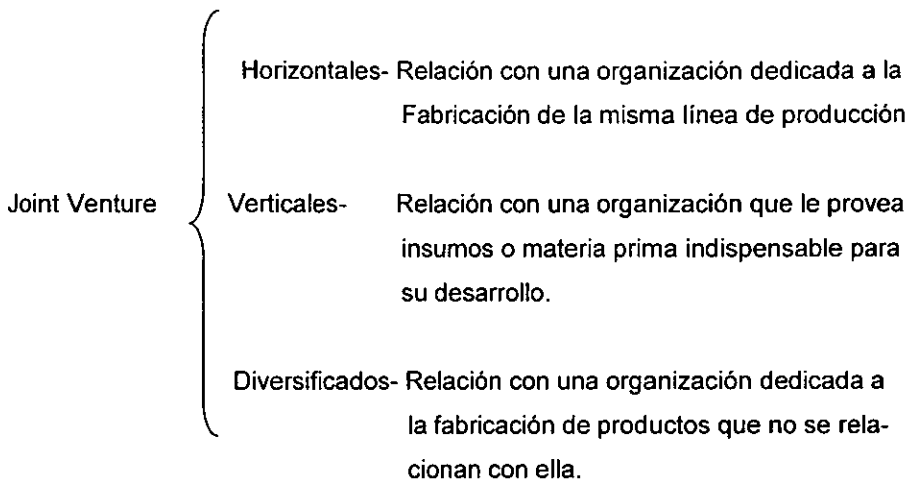 Horizontales- Relación con una organización dedicada a la
Fabricación de la misma línea de producción
Joint Venture
Verticales- Relación con una organización que le provea
insumos o materia prima indispensable para
su desarrollo.
Diversificados- Relación con una organización dedicada a
la fabricación de productos que no se rela-
cionan con ella.